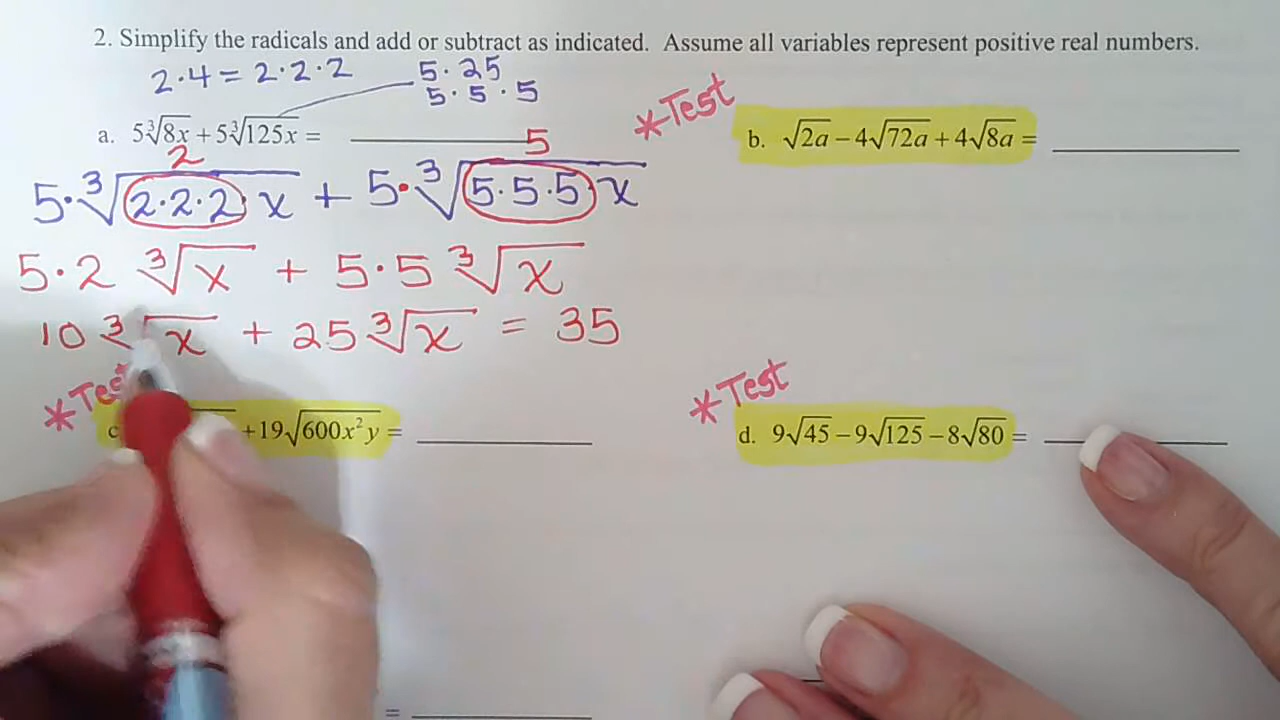 2. Simplify the radicals and add or subtract as indicated. Assume all variables represent positive real numbers.
2·4 = 2·2·2
5·25
5·5·5
a. 5∛8x + 5∛125x =
2
5
5·∛2·2·2 x + 5·∛5·5·5 x
5·2 ∛x + 5·5 ∛x
10 ∛x + 25 ∛x = 35
*Test
b. √2a − 4√72a + 4√8a =
*Test
c
+19√600x²y =
*Test
d. 9√45 − 9√125 − 8√80 =
=